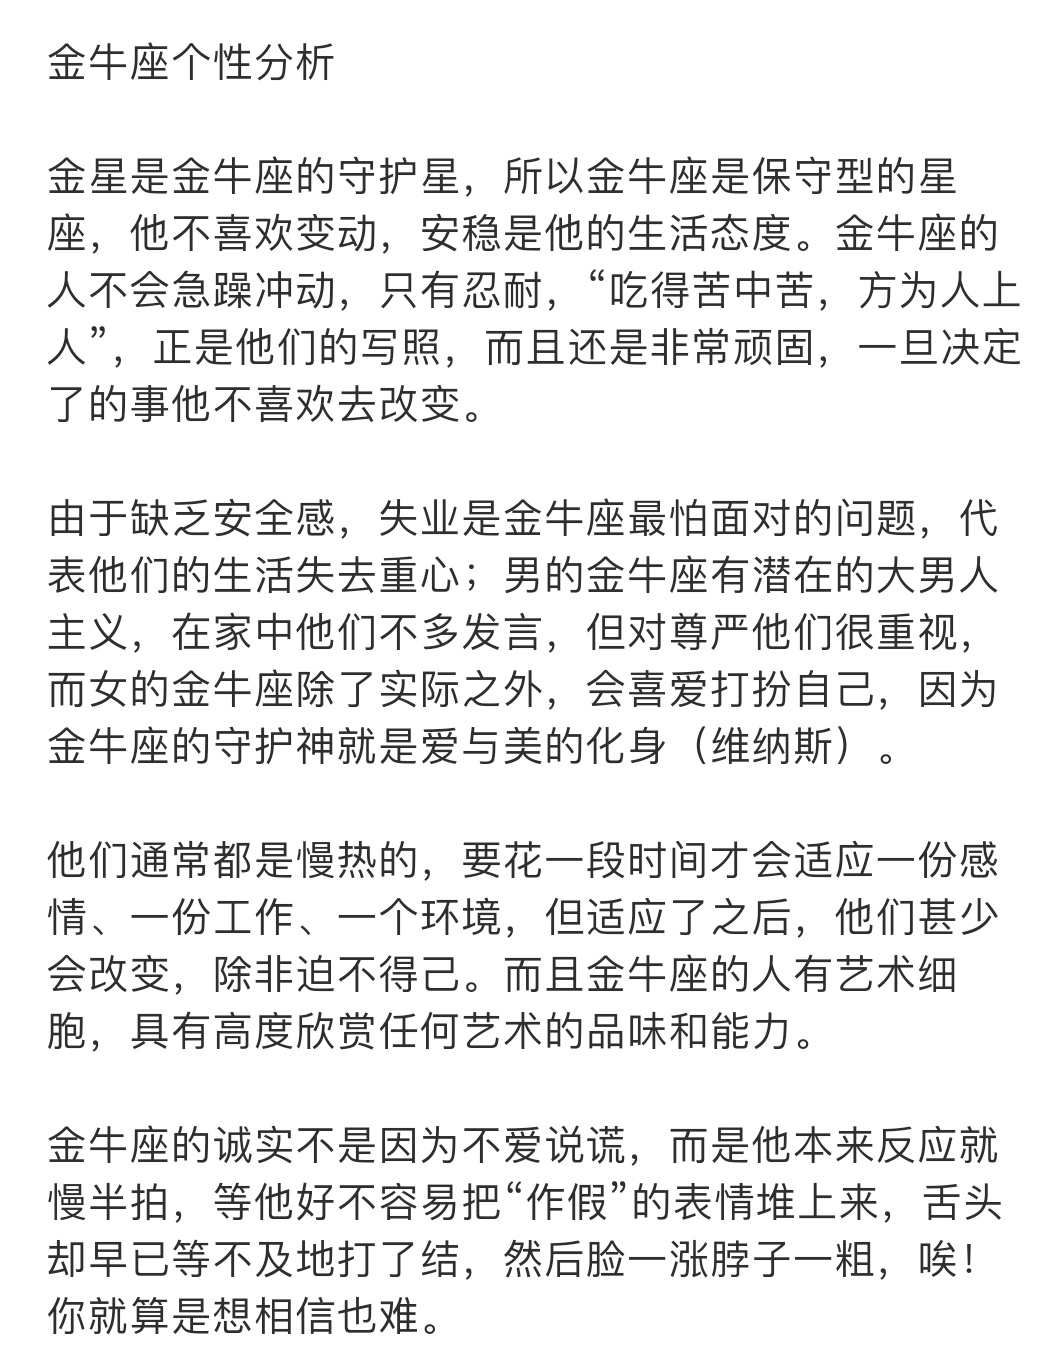 金牛座个性分析
金星是金牛座的守护星，所以金牛座是保守型的星
座，他不喜欢变动，安稳是他的生活态度。金牛座的
人不会急躁冲动，只有忍耐，“吃得苦中苦，方为人上
人”，正是他们的写照，而且还是非常顽固，一旦决定
了的事他不喜欢去改变。
由于缺乏安全感，失业是金牛座最怕面对的问题，代
表他们的生活失去重心；男的金牛座有潜在的大男人
主义，在家中他们不多发言，但对尊严他们很重视，
而女的金牛座除了实际之外，会喜爱打扮自己，因为
金牛座的守护神就是爱与美的化身（维纳斯）。
他们通常都是慢热的，要花一段时间才会适应一份感
情、一份工作、一个环境，但适应了之后，他们甚少
会改变，除非迫不得己。而且金牛座的人有艺术细
胞，具有高度欣赏任何艺术的品味和能力。
金牛座的诚实不是因为不爱说谎，而是他本来反应就
慢半拍，等他好不容易把“作假”的表情堆上来，舌头
却早已等不及地打了结，然后脸一涨脖子一粗，唉！
你就算是想相信也难。